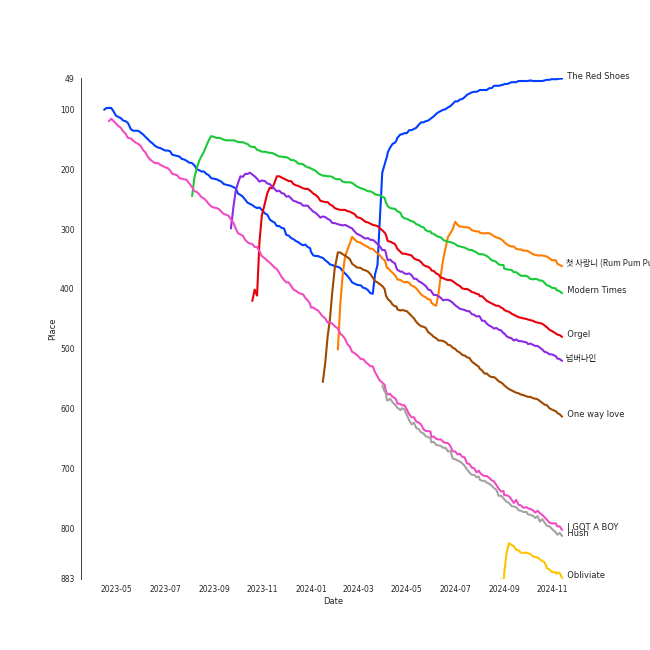 49
100
200
300
400
500
600
700
800
883
Place
2023-05
2023-07
2023-09
2023-11
2024-01
2024-03
2024-05
2024-07
2024-09
2024-11
Date
The Red Shoes
첫 사랑니 (Rum Pum Pu
Modern Times
Orgel
넘버나인
One way love
I GOT A BOY
Hush
Obliviate